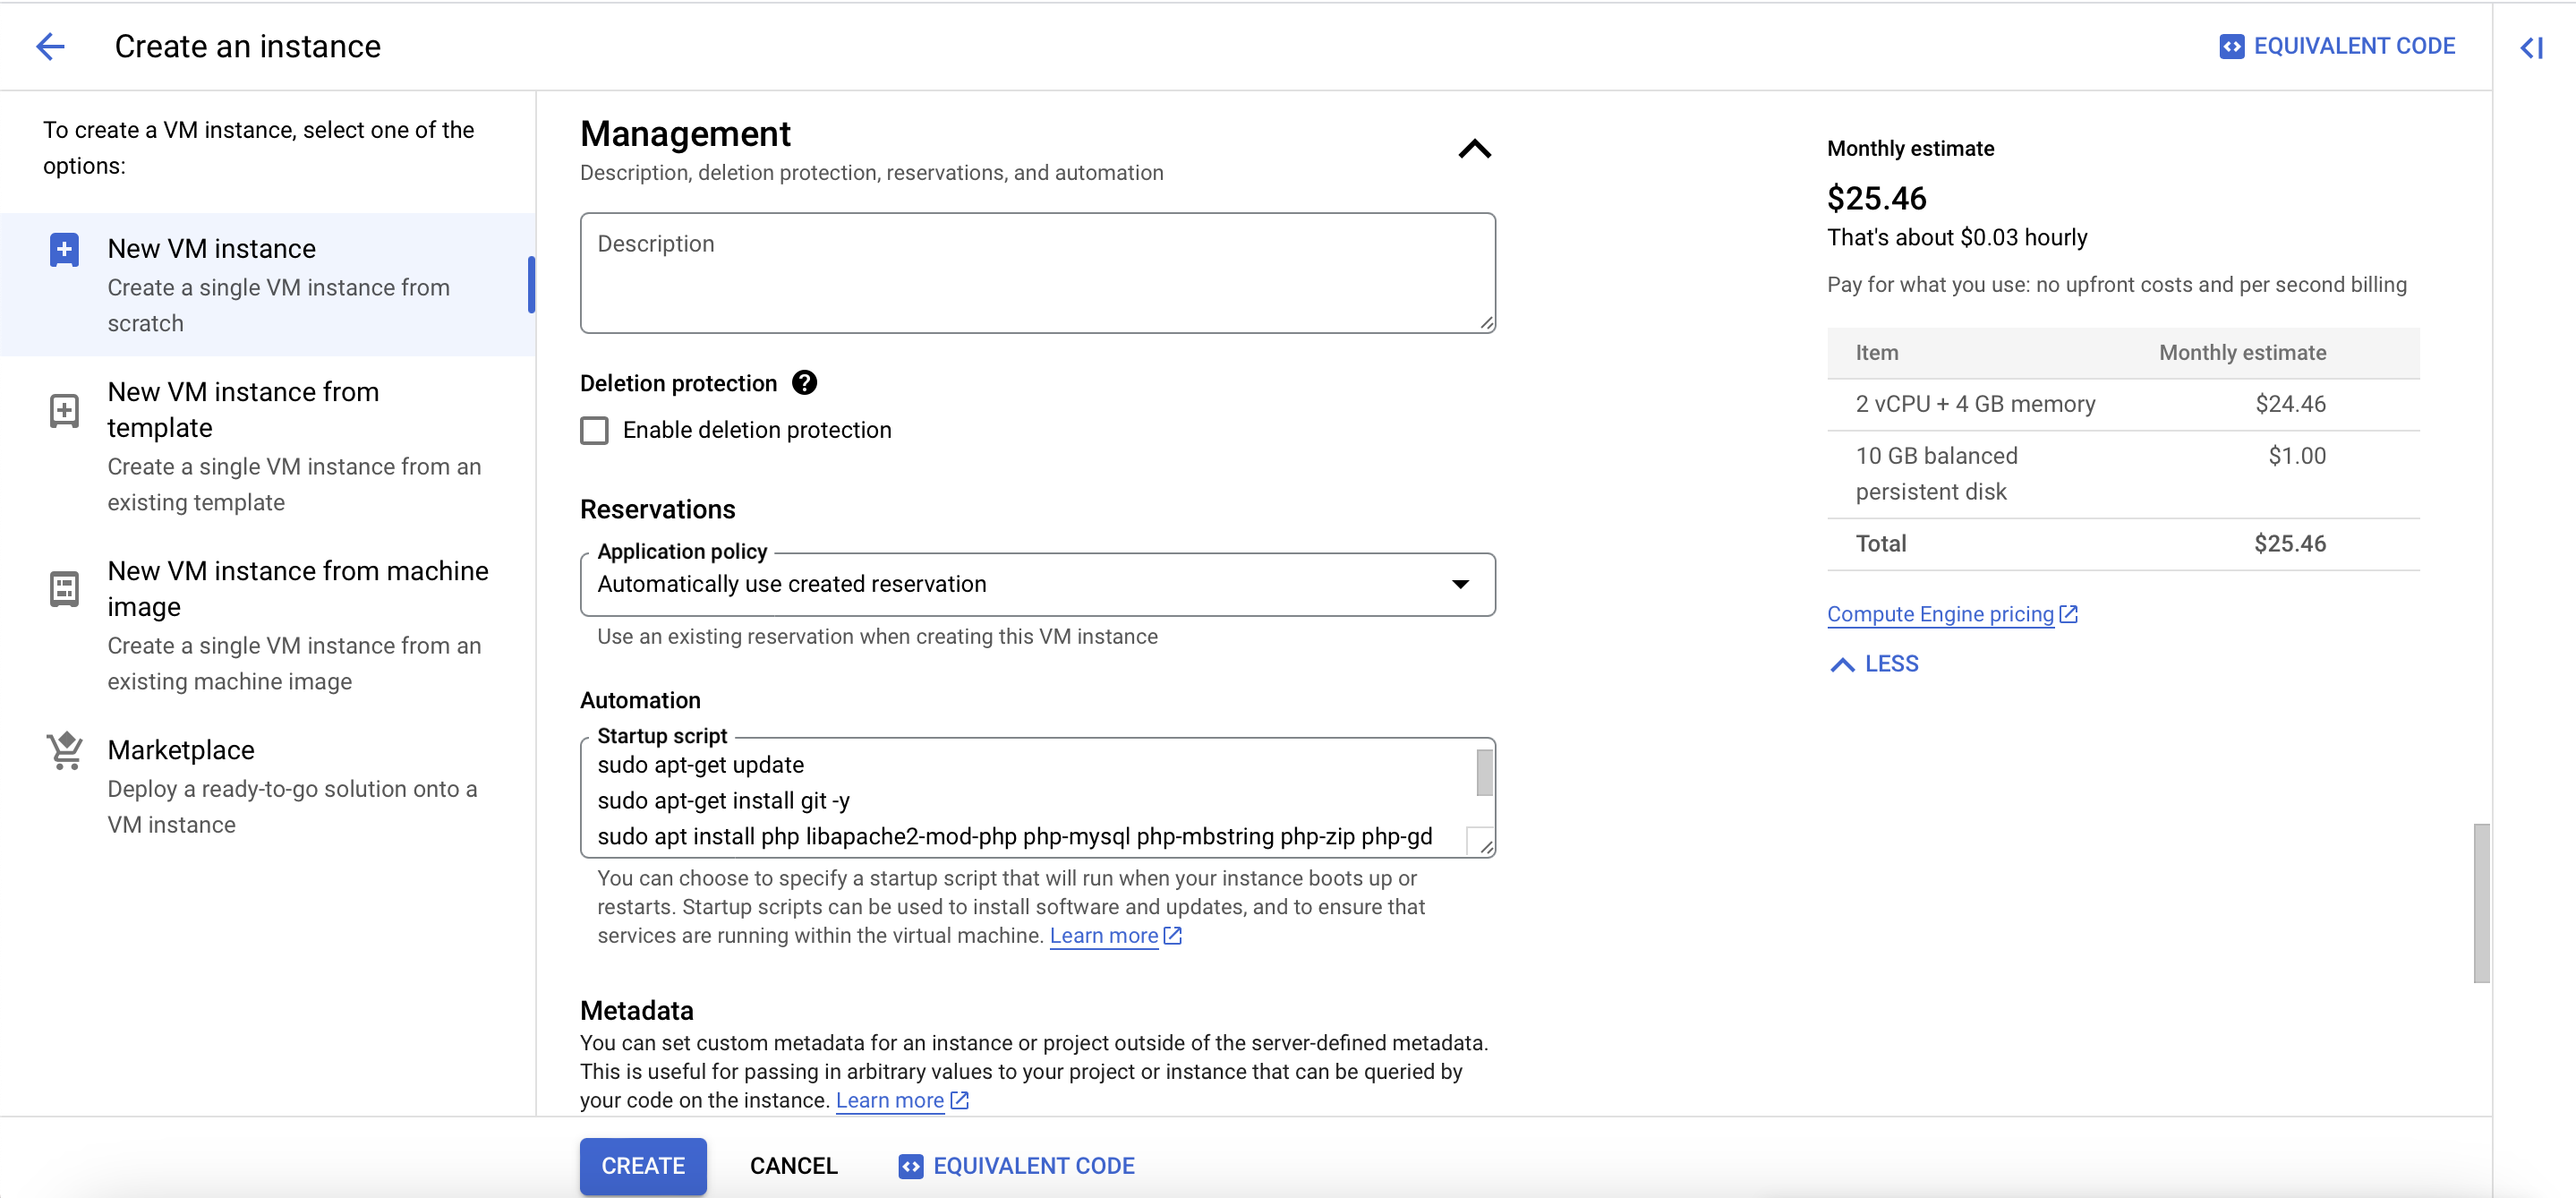 Create an instance
EQUIVALENT CODE
To create a VM instance, select one of the
options:
New VM instance
Create a single VM instance from
scratch
New VM instance from
template
Create a single VM instance from an
existing template
New VM instance from machine
image
Create a single VM instance from an
existing machine image
Marketplace
Deploy a ready-to-go solution onto a
VM instance
Management
Description, deletion protection, reservations, and automation
Description
Deletion protection ?
Enable deletion protection
Reservations
Application policy
Automatically use created reservation
Use an existing reservation when creating this VM instance
Automation
Startup script
sudo apt-get update
sudo apt-get install git -y
sudo apt install php libapache2-mod-php php-mysql php-mbstring php-zip php-gd
You can choose to specify a startup script that will run when your instance boots up or
restarts. Startup scripts can be used to install software and updates, and to ensure that
services are running within the virtual machine. Learn more
Metadata
You can set custom metadata for an instance or project outside of the server-defined metadata.
This is useful for passing in arbitrary values to your project or instance that can be queried by
your code on the instance. Learn more
CREATE CANCEL EQUIVALENT CODE
Monthly estimate
$25.46
That's about $0.03 hourly
Pay for what you use: no upfront costs and per second billing
Item Monthly estimate
2 vCPU + 4 GB memory $24.46
10 GB balanced $1.00
persistent disk
Total $25.46
Compute Engine pricing
LESS